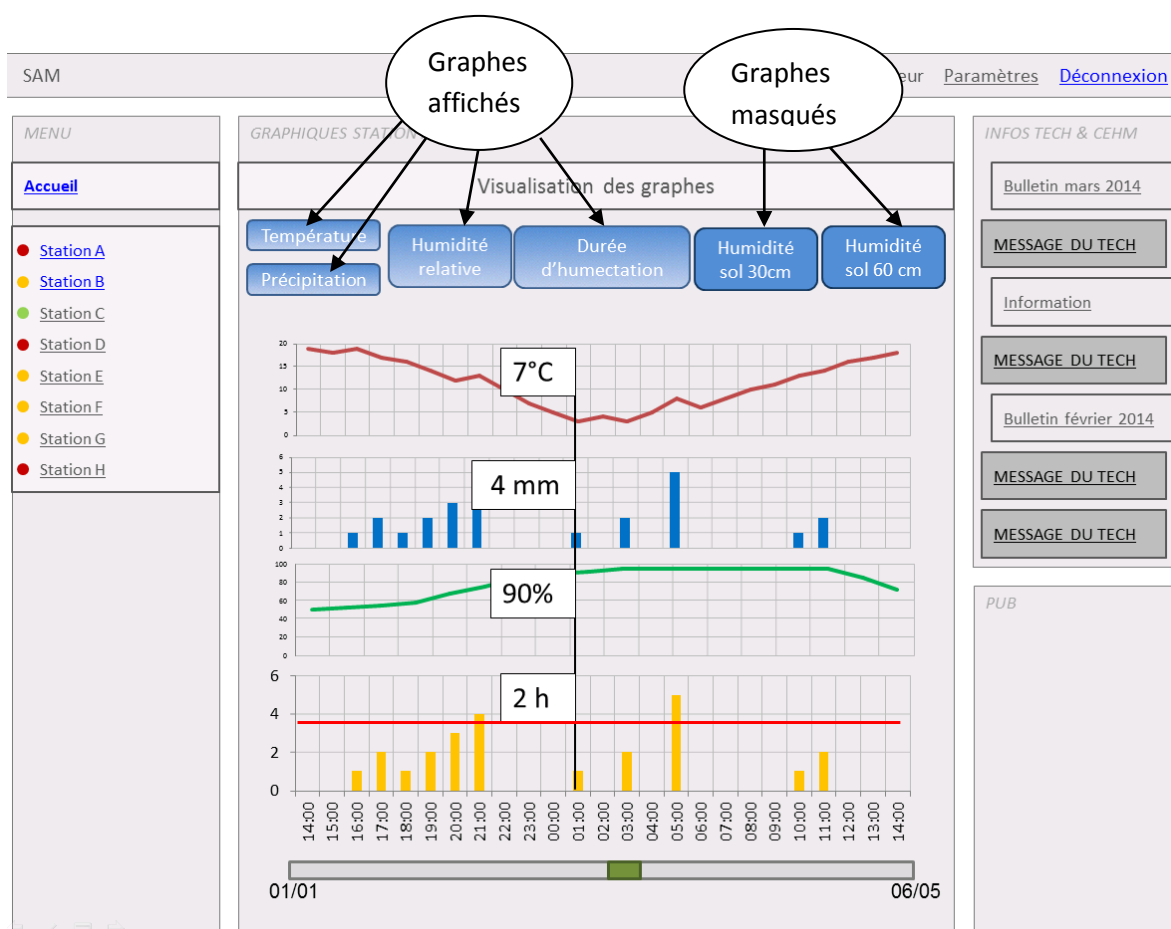 Graphes
affichés
Graphes
masqués
SAM
Paramètres
Déconnexion
MENU
Accueil
Station A
Station B
Station C
Station D
Station E
Station F
Station G
Station H
GRAPHIQUES
Visualisation des graphes
Température
Précipitation
Humidité
relative
Durée
d'humectation
Humidité
sol 30cm
Humidité
sol 60 cm
20
15
10
5
0
7°C
6
5
4
3
2
1
0
4 mm
100
80
60
40
20
0
90%
6
4
2
0
2 h
14:00
15:00
16:00
17:00
18:00
19:00
20:00
21:00
22:00
23:00
00:00
01:00
02:00
03:00
04:00
05:00
06:00
07:00
08:00
09:00
10:00
11:00
12:00
13:00
14:00
01/01
06/05
INFOS TECH & CEHM
Bulletin mars 2014
MESSAGE DU TECH
Information
MESSAGE DU TECH
Bulletin février 2014
MESSAGE DU TECH
MESSAGE DU TECH
PUB